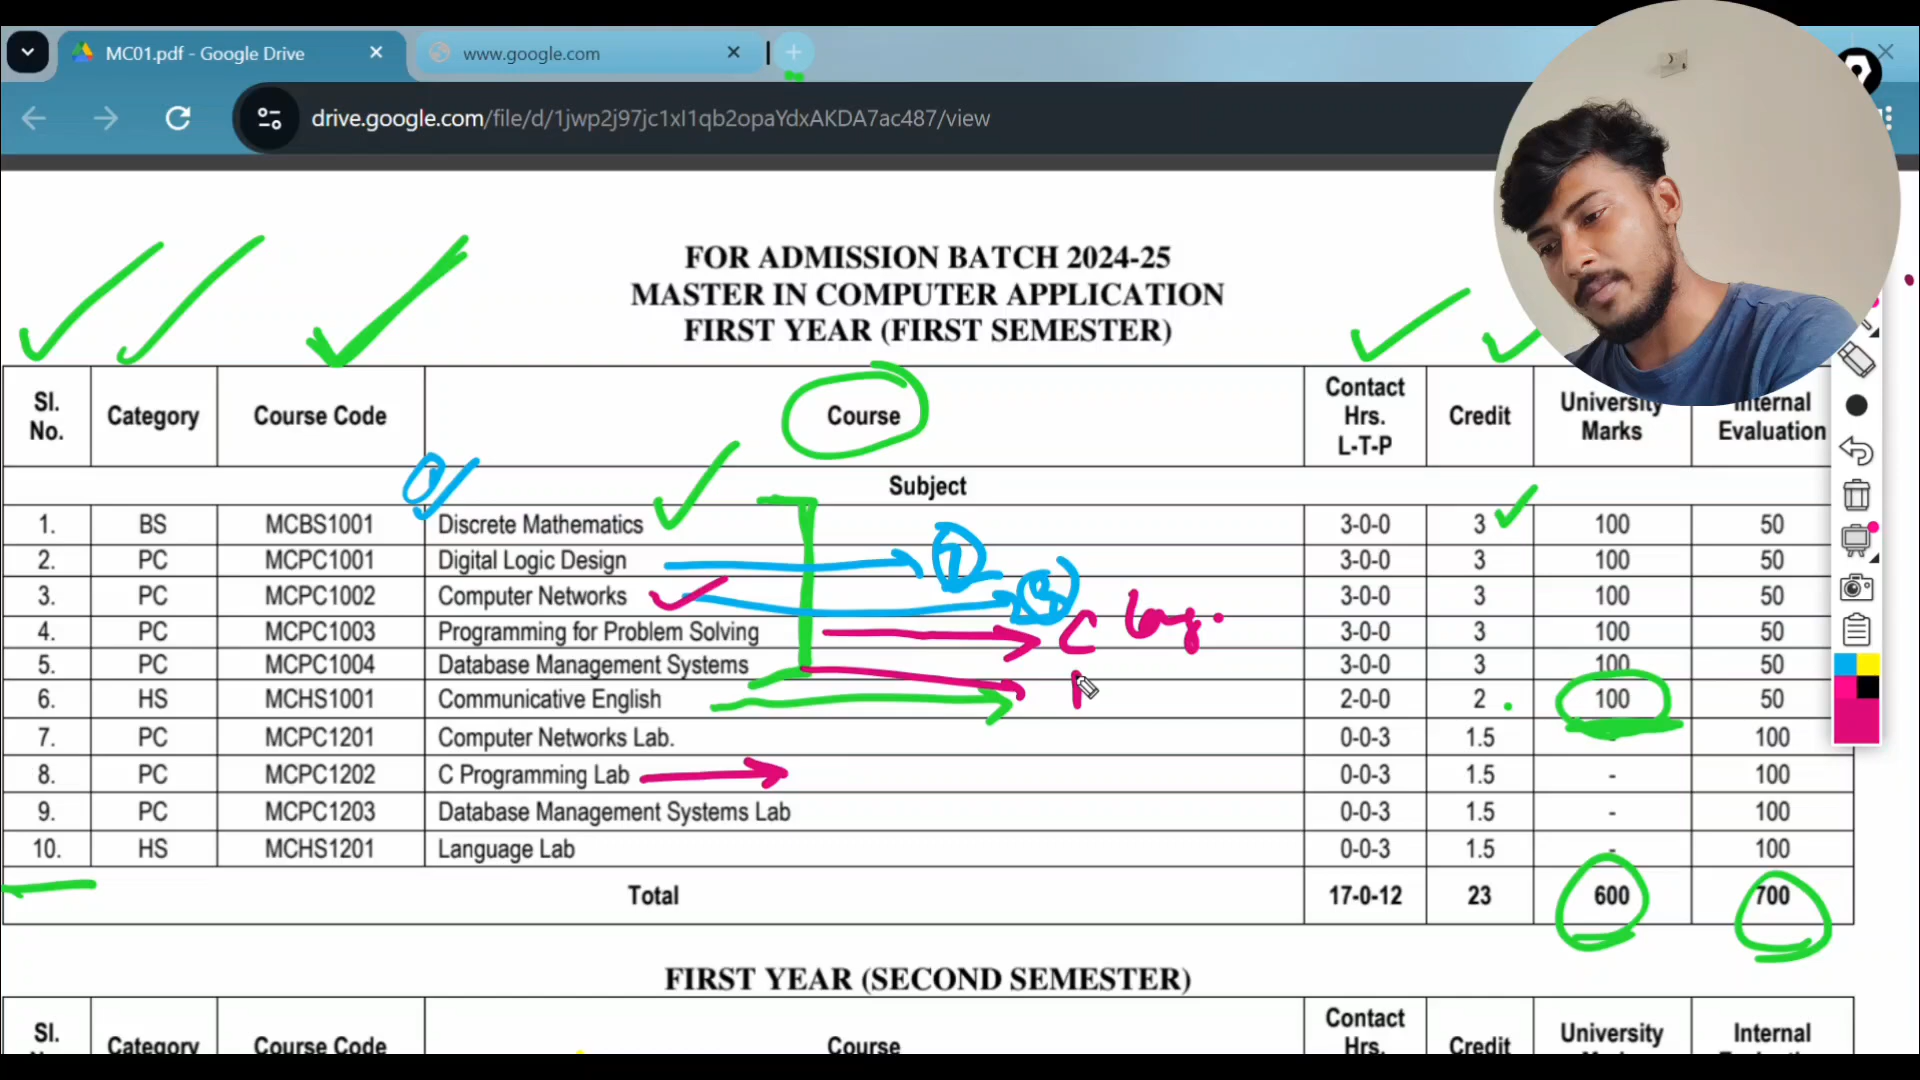 MC01.pdf - Google Drive
www.google.com
drive.google.com/file/d/1jwp2j97jc1xI1qb2opaYdxAKDA7ac487/view
FOR ADMISSION BATCH 2024-25
MASTER IN COMPUTER APPLICATION
FIRST YEAR (FIRST SEMESTER)
Sl. No. Category Course Code Course Contact Hrs. L-T-P Credit University Marks Internal Evaluation
Subject
1. BS MCBS1001 Discrete Mathematics 3-0-0 3 100 50
2. PC MCPC1001 Digital Logic Design 3-0-0 3 100 50
3. PC MCPC1002 Computer Networks 3-0-0 3 100 50
4. PC MCPC1003 Programming for Problem Solving C 3-0-0 3 100 50
5. PC MCPC1004 Database Management Systems 3-0-0 3 100 50
6. HS MCHS1001 Communicative English 2-0-0 2 100 50
7. PC MCPC1201 Computer Networks Lab. 0-0-3 1.5 - 100
8. PC MCPC1202 C Programming Lab 0-0-3 1.5 - 100
9. PC MCPC1203 Database Management Systems Lab 0-0-3 1.5 - 100
10. HS MCHS1201 Language Lab 0-0-3 1.5 - 100
Total 17-0-12 23 600 700
FIRST YEAR (SECOND SEMESTER)
Sl. Category Course Code Course Contact Hrs. Credit University Internal